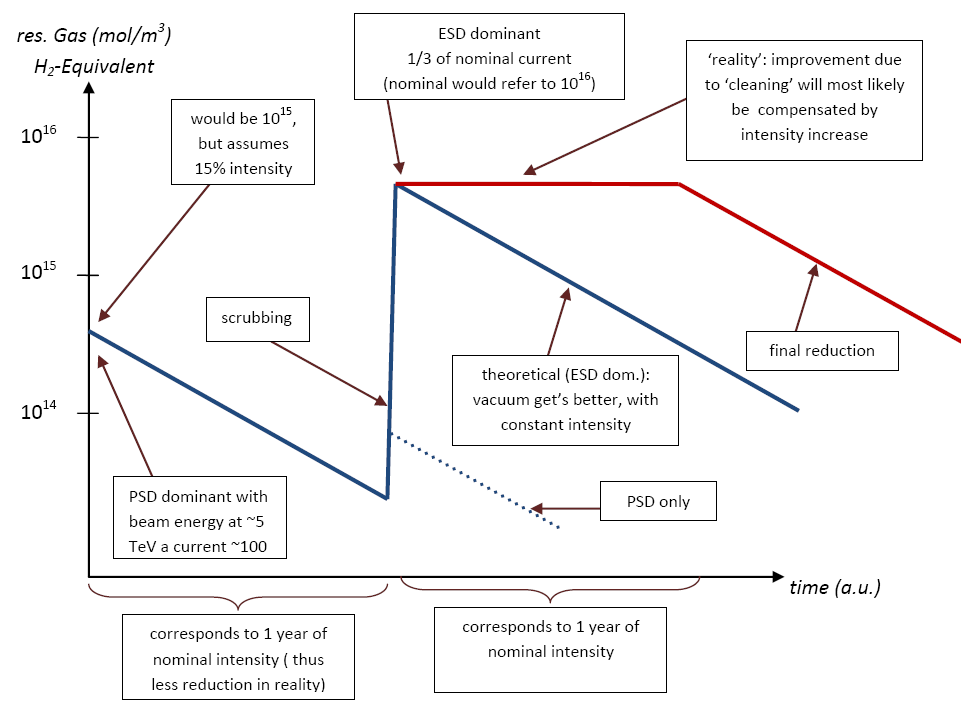 res. Gas (mol/m³)
H₂-Equivalent
10¹⁶
10¹⁵
10¹⁴
would be 10¹⁵,
but assumes
15% intensity
ESD dominant
1/3 of nominal current
(nominal would refer to 10¹⁶)
‘reality’: improvement due
to ‘cleaning’ will most likely
be compensated by
intensity increase
scrubbing
theoretical (ESD dom.):
vacuum get’s better, with
constant intensity
final reduction
PSD dominant with
beam energy at ~5
TeV a current ~100
PSD only
time (a.u.)
corresponds to 1 year of
nominal intensity ( thus
less reduction in reality)
corresponds to 1 year of
nominal intensity